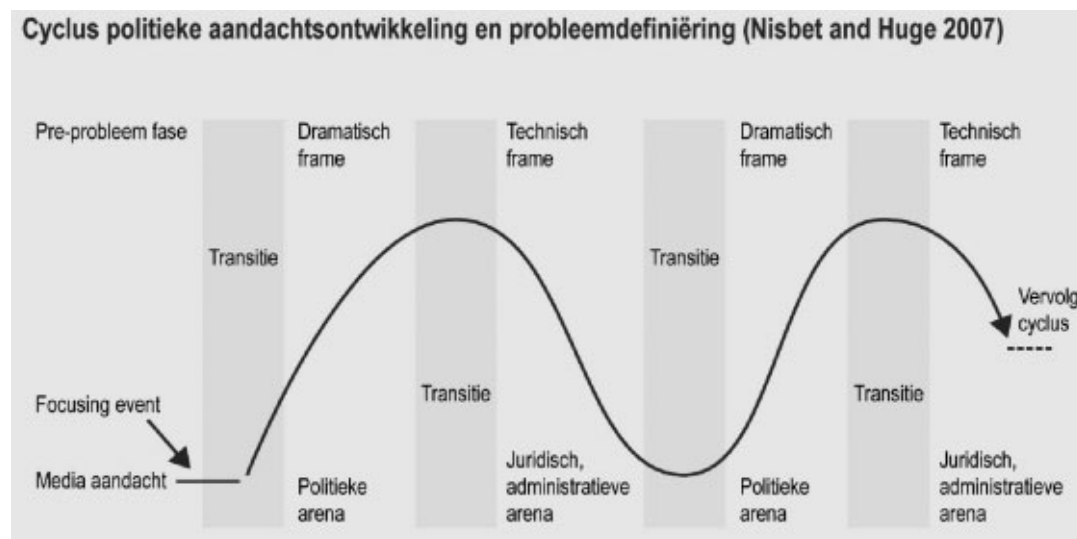 Cyclus politieke aandachtsontwikkeling en probleemdefiniëring (Nisbet and Huge 2007)
Pre-probleem fase
Dramatisch
frame
Technisch
frame
Dramatisch
frame
Technisch
frame
Transitie
Transitie
Vervolg
cyclus
Transitie
Transitie
Focusing event
Media aandacht
Politieke
arena
Juridisch,
administratieve
arena
Politieke
arena
Juridisch,
administratieve
arena